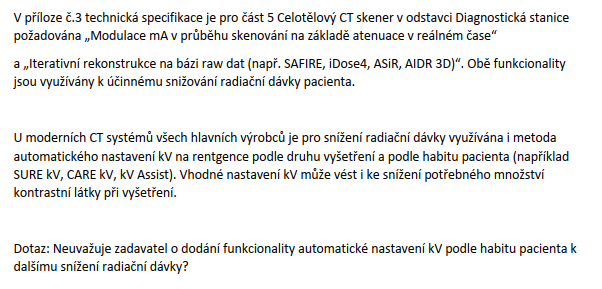 V příloze č.3 technická specifikace je pro část 5 Celotělový CT skener v odstavci Diagnostická stanice
požadována „Modulace mA v průběhu skenování na základě atenuace v reálném čase“
a „Iterativní rekonstrukce na bázi raw dat (např. SAFIRE, iDose4, ASiR, AIDR 3D)“. Obě funkcionality
jsou využívány k účinnému snižování radiační dávky pacienta.
U moderních CT systémů všech hlavních výrobců je pro snížení radiační dávky využívána i metoda
automatického nastavení kV na rentgence podle druhu vyšetření a podle habitu pacienta (například
SURE kV, CARE kV, kV Assist). Vhodné nastavení kV může vést i ke snížení potřebného množství
kontrastní látky při vyšetření.
Dotaz: Neuvažuje zadavatel o dodání funkcionality automatické nastavení kV podle habitu pacienta k
dalšímu snížení radiační dávky?